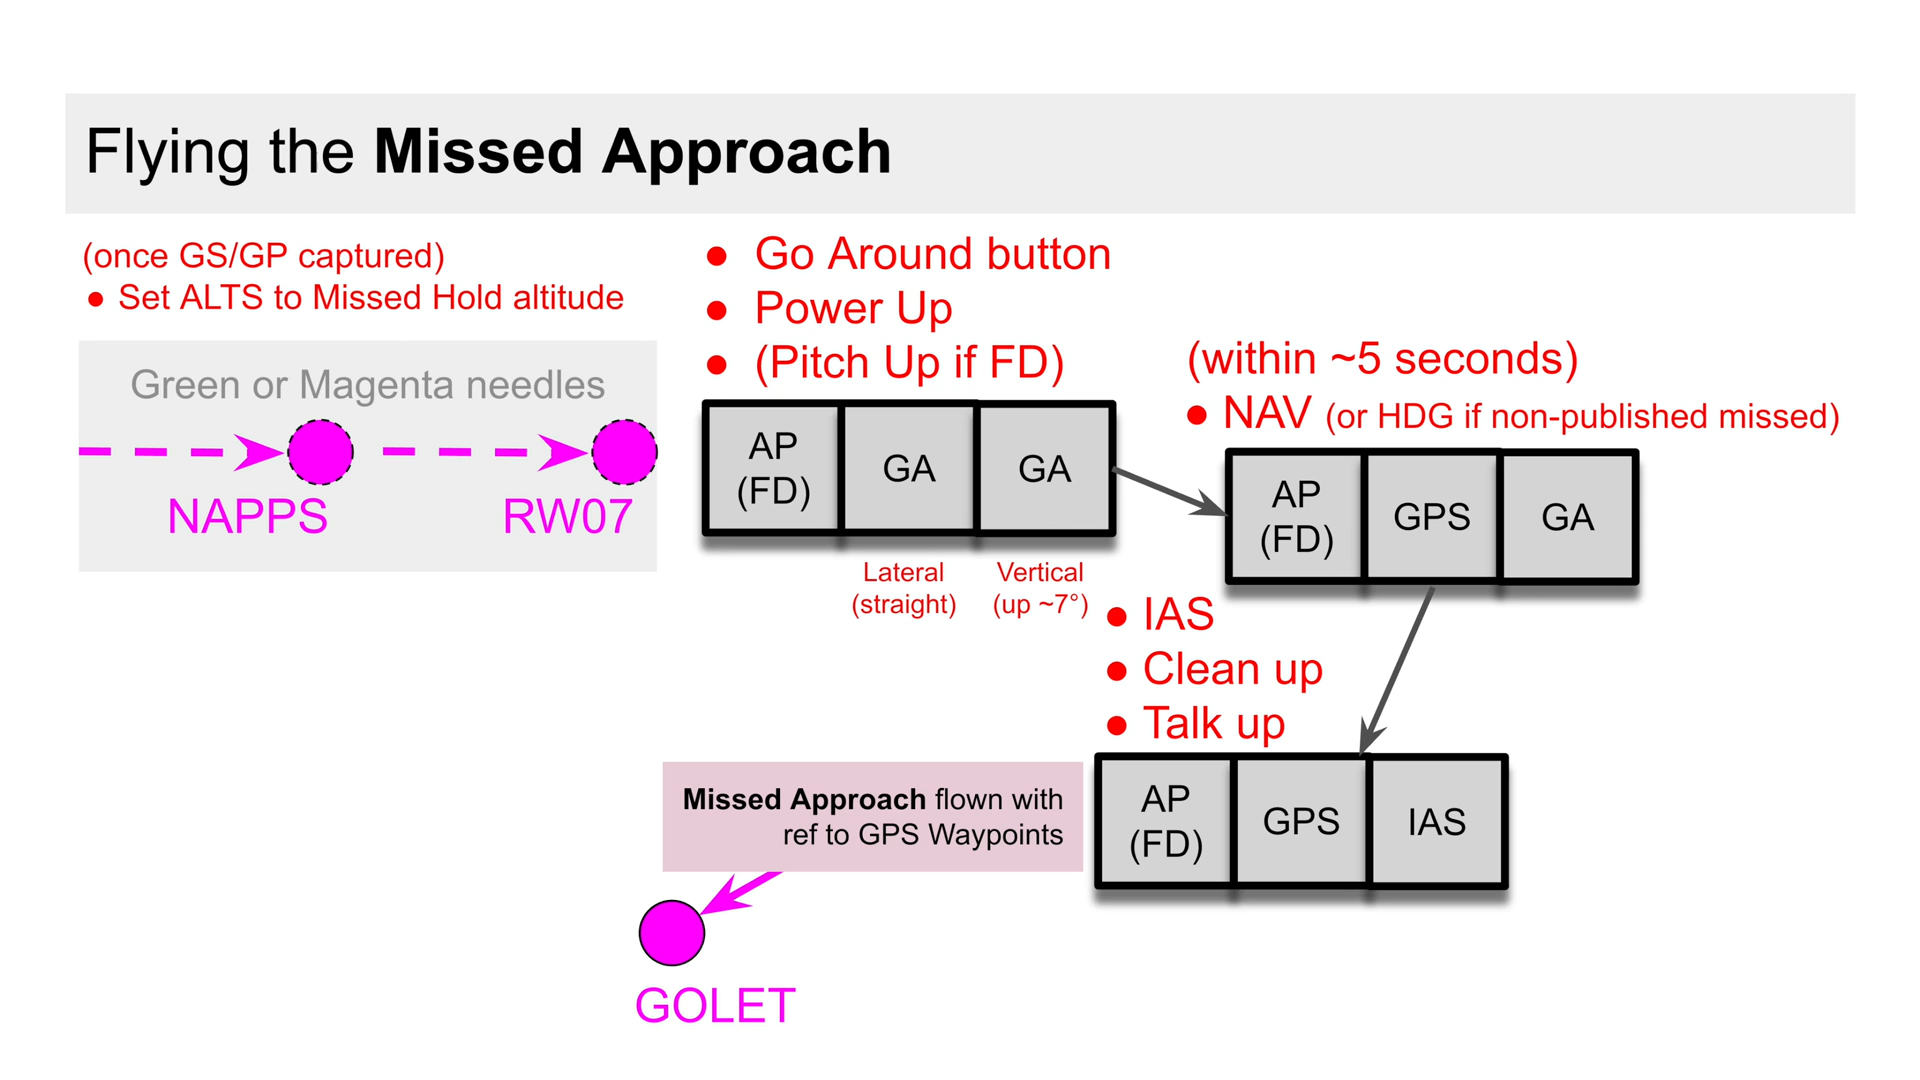 Flying the Missed Approach
(once GS/GP captured)
● Set ALTS to Missed Hold altitude
Green or Magenta needles
NAPPS
RW07
● Go Around button
● Power Up
● (Pitch Up if FD)
AP
(FD)
GA
GA
Lateral
(straight)
Vertical
(up ~7°)
(within ~5 seconds)
● NAV (or HDG if non-published missed)
AP
(FD)
GPS
GA
● IAS
● Clean up
● Talk up
AP
(FD)
GPS
IAS
Missed Approach flown with
ref to GPS Waypoints
GOLET